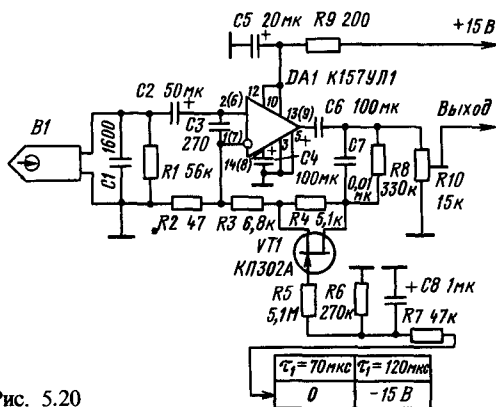 C5 20мк
R9 200
+15 В
DA1 К157УЛ1
C2 50мк
2(6)
12
10
13(9)
C6 100мк
Выход
B1
C1 1600
R1 56к
C3 270
1(7)
14(8)
3
5
C4 100мк
C7 0,01 мк
R8 330к
R10 15к
R2 47
R3 6,8к
R4 5,1к
VT1 КП302А
R5 5,1М
R6 270к
C8 1мк
R7 47к
τ₁=70мкс τ₁=120мкс
0 -15 В
Рис. 5.20